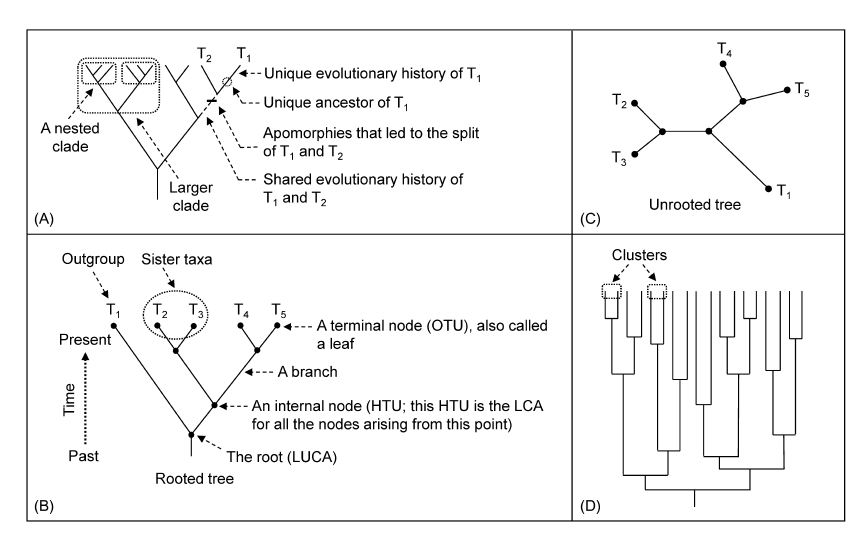 T2 T1
Unique evolutionary history of T1
Unique ancestor of T1
A nested
clade
Apomorphies that led to the split
of T1 and T2
Larger
clade
Shared evolutionary history of
T1 and T2
(A)
T4
T5
T2
T3
T1
Unrooted tree
(C)
Outgroup Sister taxa
T1 T2 T3 T4 T5
Present
A terminal node (OTU), also called
a leaf
A branch
Time
An internal node (HTU; this HTU is the LCA
for all the nodes arising from this point)
Past
The root (LUCA)
Rooted tree
(B)
Clusters
(D)